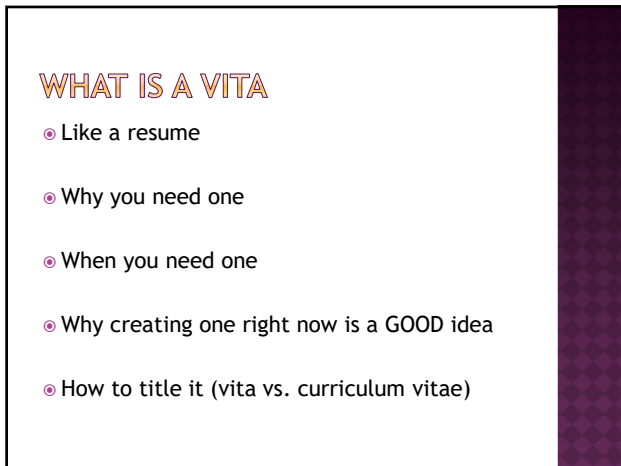 WHAT IS A VITA
Like a resume
Why you need one
When you need one
Why creating one right now is a GOOD idea
How to title it (vita vs. curriculum vitae)